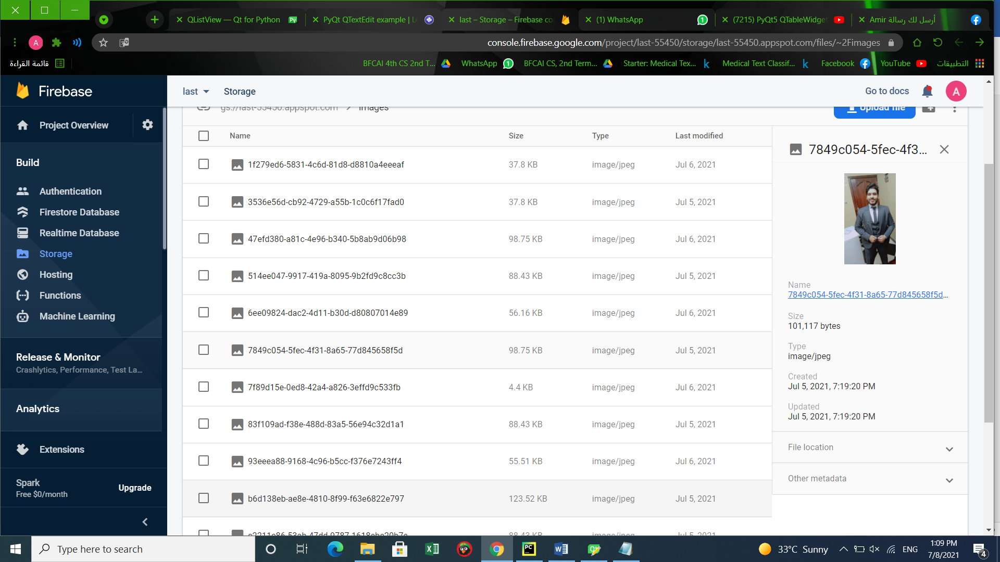 QListView — Qt for Python
PyQt QTextEdit example | Le
last – Storage – Firebase co
(1) WhatsApp
(7215) PyQt5 QTableWidget
أرسل لك رسالة Amir
console.firebase.google.com/project/last-55450/storage/last-55450.appspot.com/files/~2Fimages
قائمة القراءة
BFCAI 4th CS 2nd T...
WhatsApp
BFCAI CS, 2nd Term...
Starter: Medical Tex...
Medical Text Classif...
Facebook
YouTube
التطبيقات
Firebase
last
Storage
Go to docs
A
gs://last-55450.appspot.com > images
Upload file
Project Overview
Build
Authentication
Firestore Database
Realtime Database
Storage
Hosting
Functions
Machine Learning
Release & Monitor
Crashlytics, Performance, Test La...
Analytics
Extensions
Spark
Free $0/month
Upgrade
Name Size Type Last modified
1f279ed6-5831-4c6d-81d8-d8810a4eeeaf 37.8 KB image/jpeg Jul 6, 2021
3536e56d-cb92-4729-a55b-1c0c6f17fad0 37.8 KB image/jpeg Jul 5, 2021
47efd380-a81c-4e96-b340-5b8ab9d06b98 98.75 KB image/jpeg Jul 6, 2021
514ee047-9917-419a-8095-9b2fd9c8cc3b 88.43 KB image/jpeg Jul 5, 2021
6ee09824-dac2-4d11-b30d-d80807014e89 56.16 KB image/jpeg Jul 6, 2021
7849c054-5fec-4f31-8a65-77d845658f5d 98.75 KB image/jpeg Jul 5, 2021
7f89d15e-0ed8-42a4-a826-3effd9c533fb 4.4 KB image/jpeg Jul 6, 2021
83f109ad-f38e-488d-83a5-56e94c32d1a1 88.43 KB image/jpeg Jul 5, 2021
93eeea88-9168-4c96-b5cc-f376e7243ff4 55.51 KB image/jpeg Jul 6, 2021
b6d138eb-ae8e-4810-8f99-f63e6822e797 123.52 KB image/jpeg Jul 5, 2021
88.43 KB image/jpeg Jul 5, 2021
7849c054-5fec-4f3...
Name
7849c054-5fec-4f31-8a65-77d845658f5d...
Size
101,117 bytes
Type
image/jpeg
Created
Jul 5, 2021, 7:19:20 PM
Updated
Jul 5, 2021, 7:19:20 PM
File location
Other metadata
Type here to search
33°C Sunny
ENG
1:09 PM
7/8/2021
4